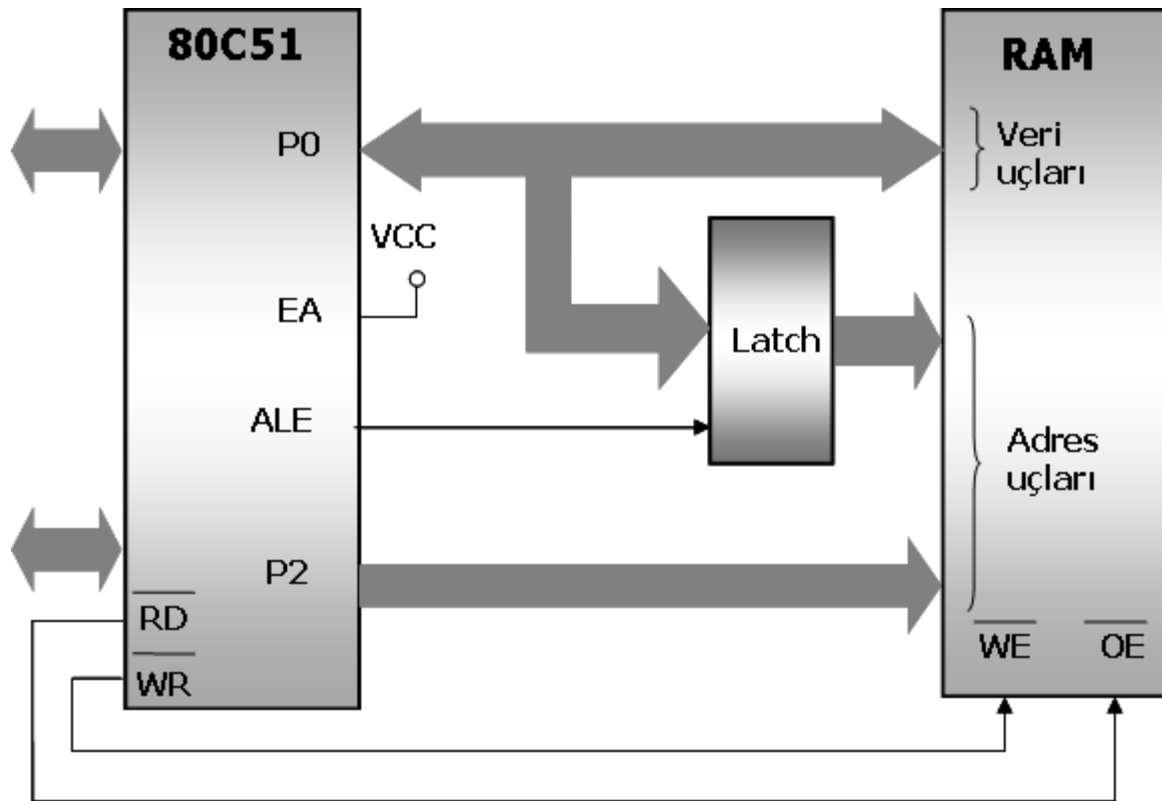 80C51
P0
VCC
EA
ALE
P2
RD
WR
Latch
RAM
Veri
uçları
Adres
uçları
WE OE